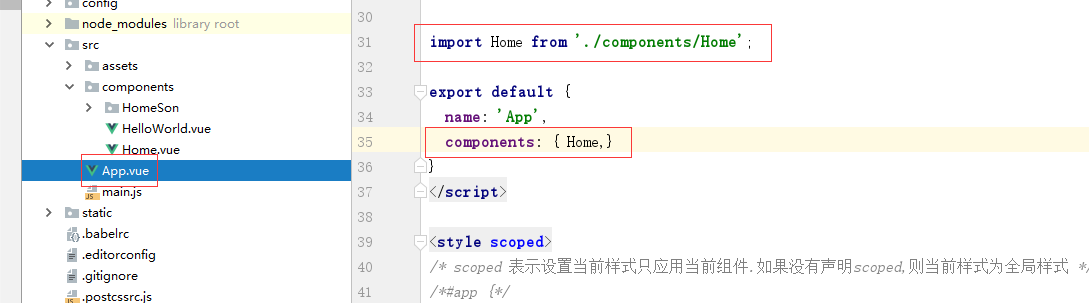 config
node_modules library root
src
assets
components
HomeSon
HelloWorld.vue
Home.vue
App.vue
main.js
static
.babelrc
.editorconfig
.gitignore
.postcssrc.js
30
31 import Home from './components/Home';
32
33 export default {
34 name: 'App',
35 components: { Home,}
36 }
37 </script>
38
39 <style scoped>
40 /* scoped 表示设置当前样式只应用当前组件.如果没有声明scoped,则当前样式为全局样式 */
41 /*#app {*/